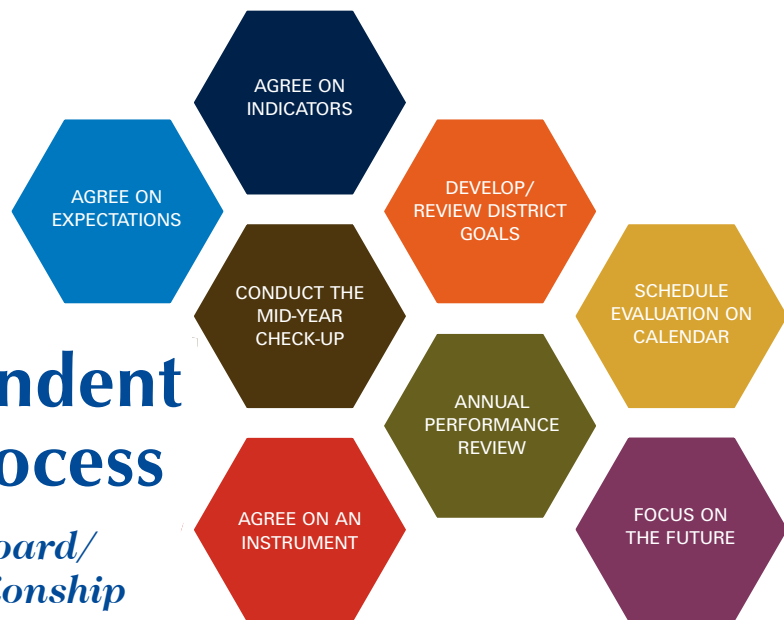 AGREE ON
INDICATORS
AGREE ON
EXPECTATIONS
DEVELOP/
REVIEW DISTRICT
GOALS
CONDUCT THE
MID-YEAR
CHECK-UP
SCHEDULE
EVALUATION ON
CALENDAR
ndent
ocess
ANNUAL
PERFORMANCE
REVIEW
oard/
ionship
AGREE ON AN
INSTRUMENT
FOCUS ON
THE FUTURE